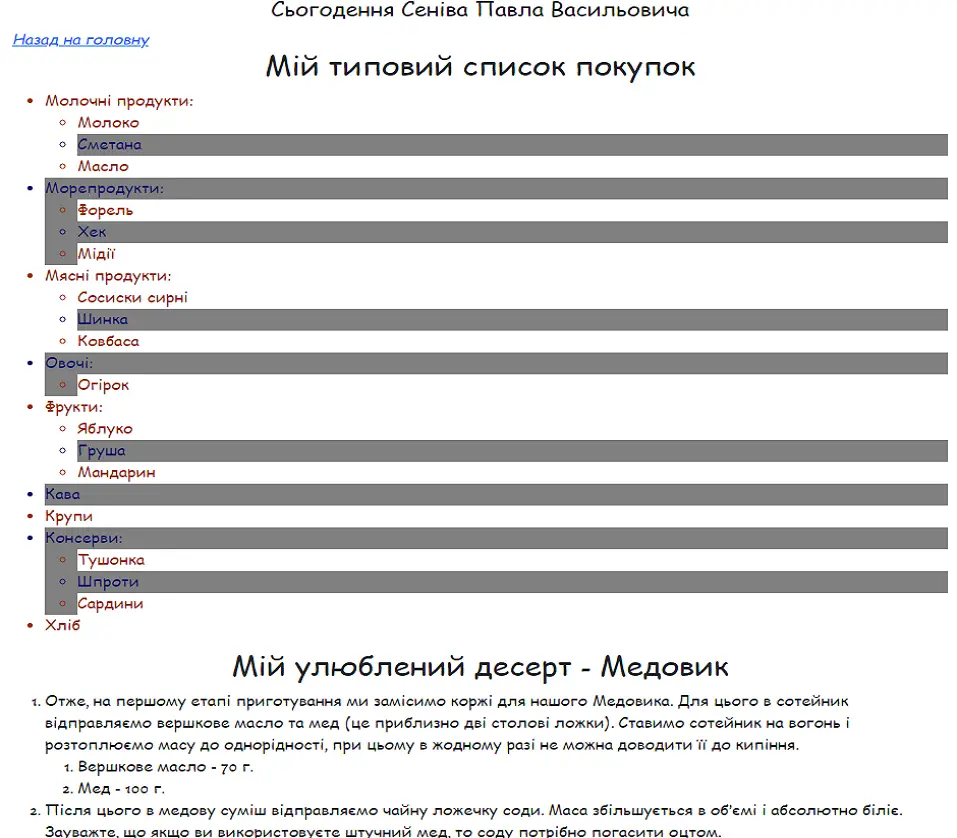 Сьогодення Сеніва Павла Васильовича
Назад на головну
Мій типовий список покупок
Молочні продукти:
Молоко
Сметана
Масло
Морепродукти:
Форель
Хек
Мідії
Мясні продукти:
Сосиски сирні
Шинка
Ковбаса
Овочі:
Огірок
Фрукти:
Яблуко
Груша
Мандарин
Кава
Крупи
Консерви:
Тушонка
Шпроти
Сардини
Хліб
Мій улюблений десерт - Медовик
1. Отже, на першому етапі приготування ми замісимо коржі для нашого Медовика. Для цього в сотейник
відправляємо вершкове масло та мед (це приблизно дві столові ложки). Ставимо сотейник на вогонь і
розтоплюємо масу до однорідності, при цьому в жодному разі не можна доводити її до кипіння.
1. Вершкове масло - 70 г.
2. Мед - 100 г.
2. Після цього в медову суміш відправляємо чайну ложечку соди. Маса збільшується в об'ємі і абсолютно біліє.
Зауважте, що якщо ви використовуєте штучний мед, то соду потрібно погасити оцтом.